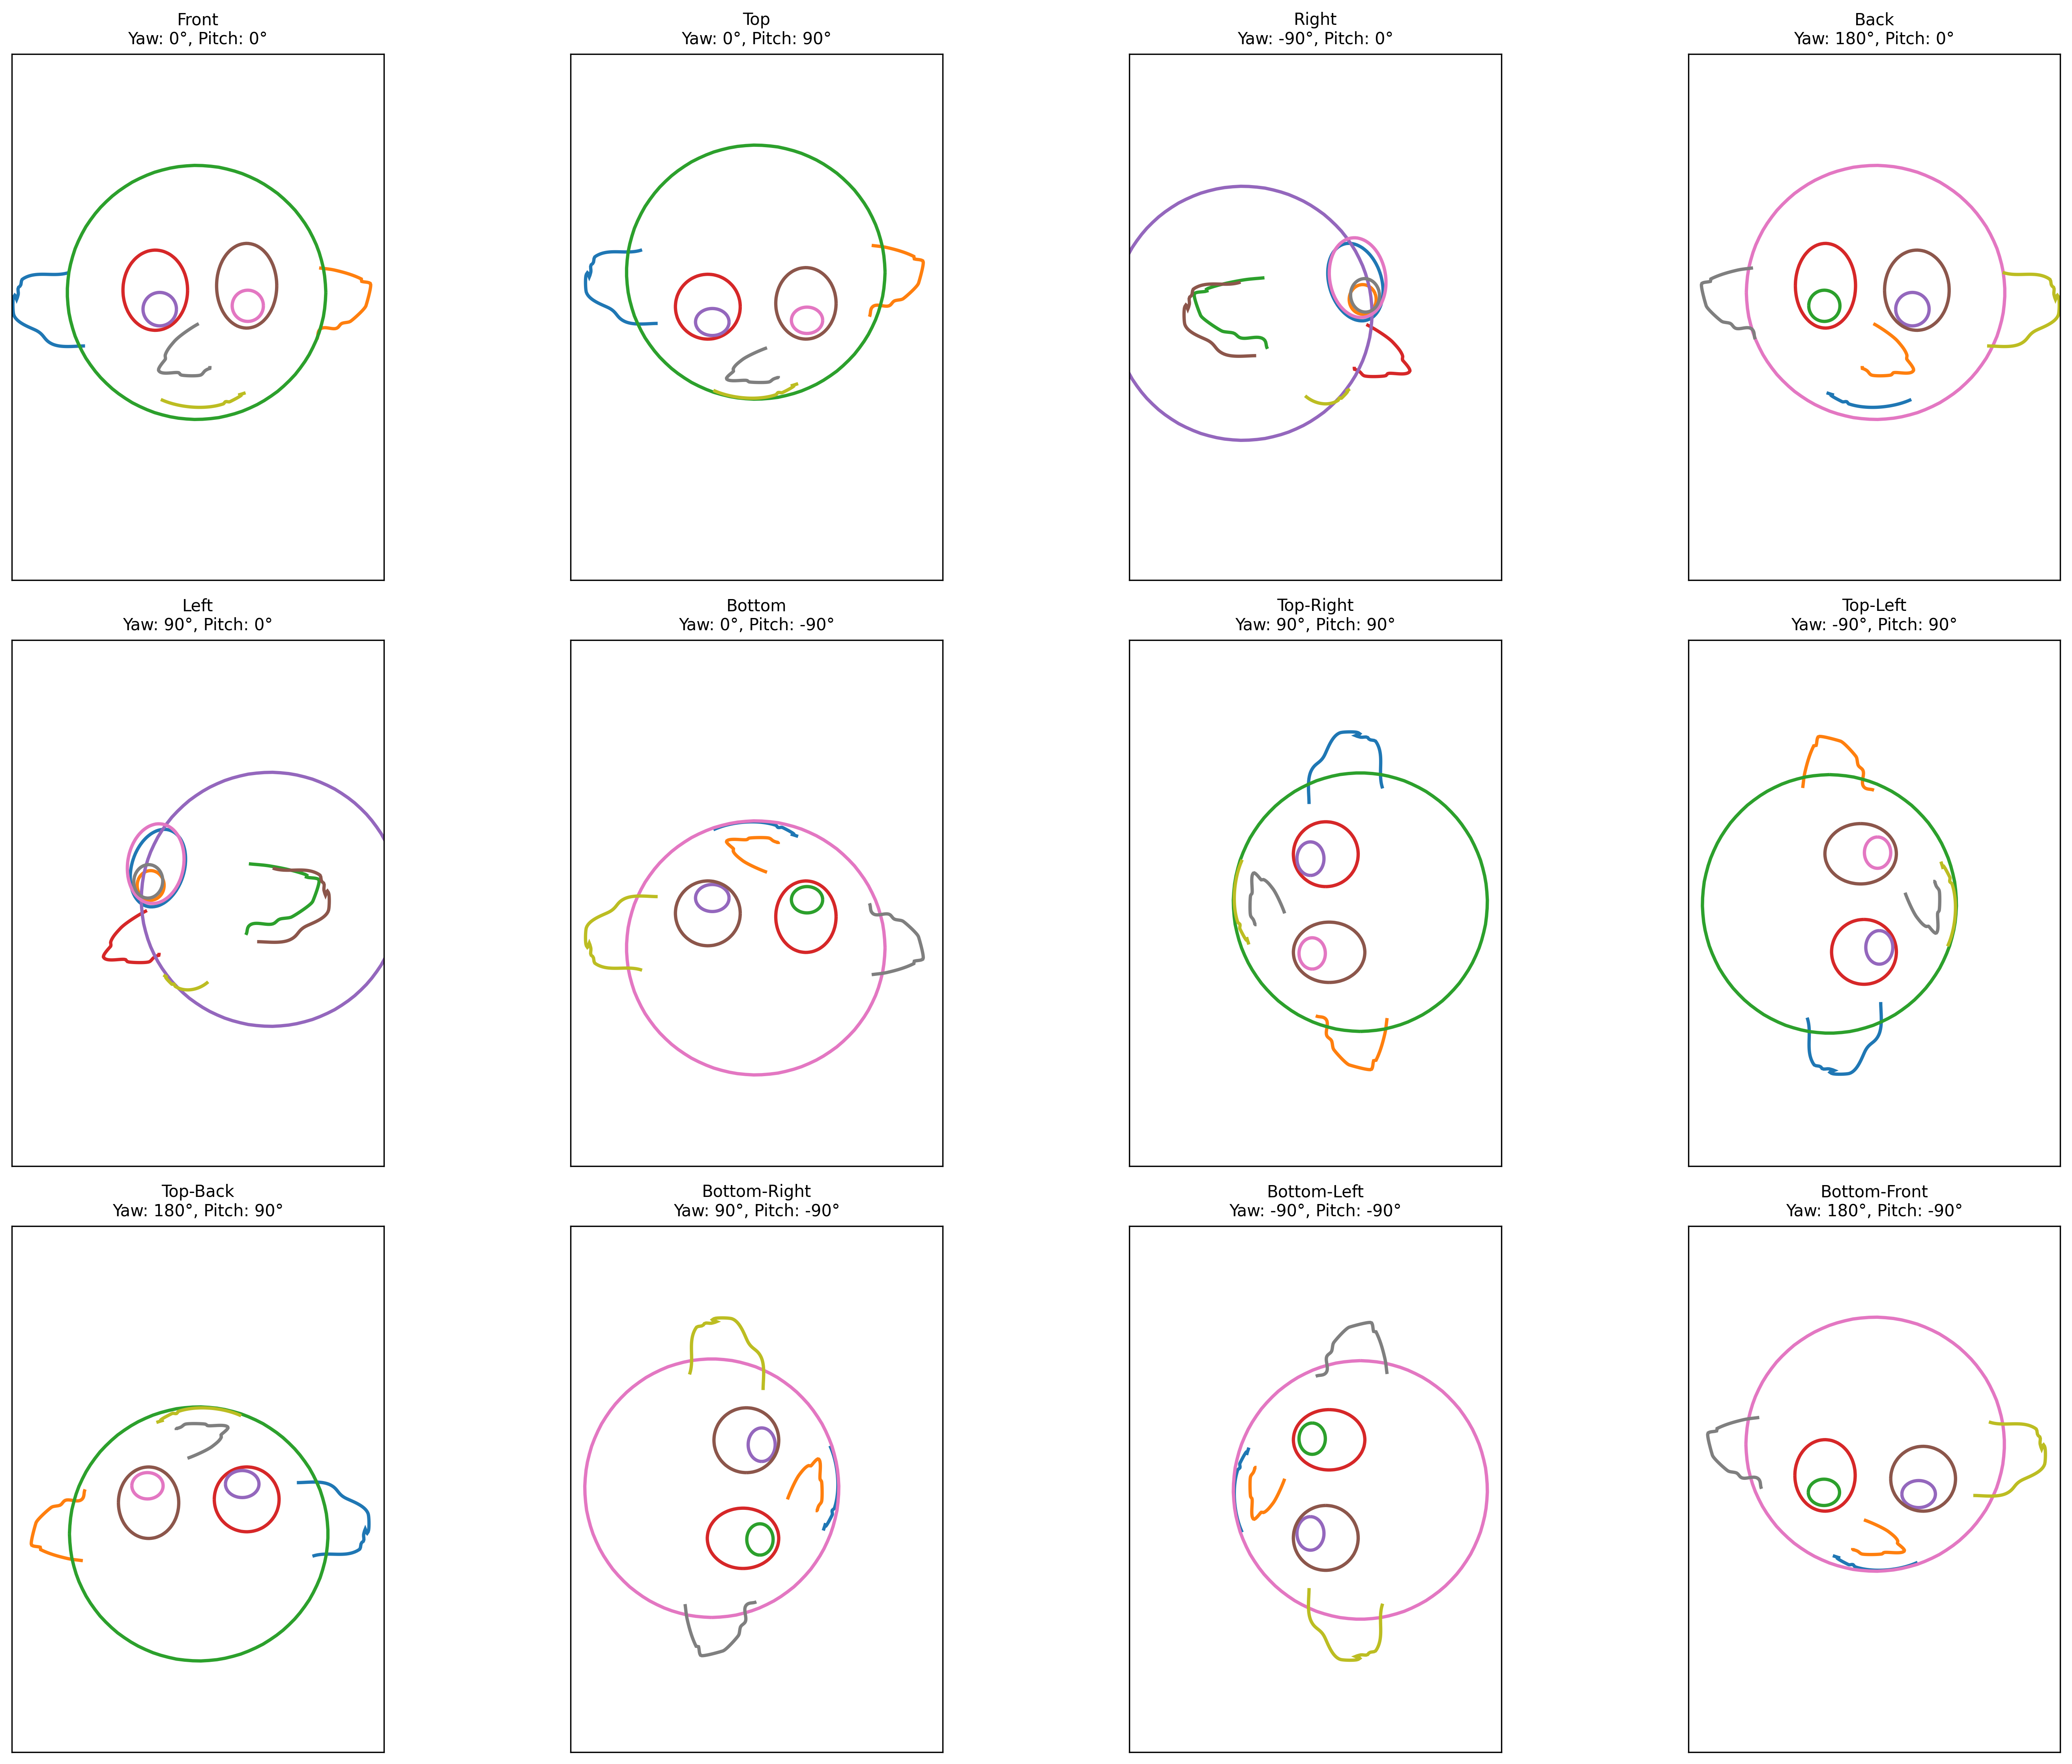 Front
Yaw: 0°, Pitch: 0°
Top
Yaw: 0°, Pitch: 90°
Right
Yaw: -90°, Pitch: 0°
Back
Yaw: 180°, Pitch: 0°
Left
Yaw: 90°, Pitch: 0°
Bottom
Yaw: 0°, Pitch: -90°
Top-Right
Yaw: 90°, Pitch: 90°
Top-Left
Yaw: -90°, Pitch: 90°
Top-Back
Yaw: 180°, Pitch: 90°
Bottom-Right
Yaw: 90°, Pitch: -90°
Bottom-Left
Yaw: -90°, Pitch: -90°
Bottom-Front
Yaw: 180°, Pitch: -90°